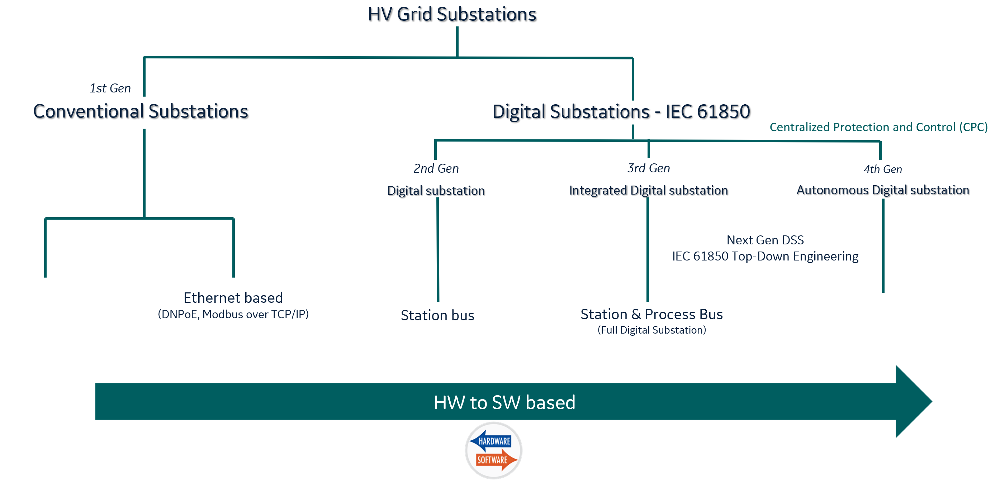 HV Grid Substations
1st Gen
Conventional Substations
Digital Substations - IEC 61850
Centralized Protection and Control (CPC)
2nd Gen
Digital substation
3rd Gen
Integrated Digital substation
4th Gen
Autonomous Digital substation
Next Gen DSS
IEC 61850 Top-Down Engineering
Ethernet based
(DNPoE, Modbus over TCP/IP)
Station bus
Station & Process Bus
(Full Digital Substation)
HW to SW based
HARDWARE
SOFTWARE